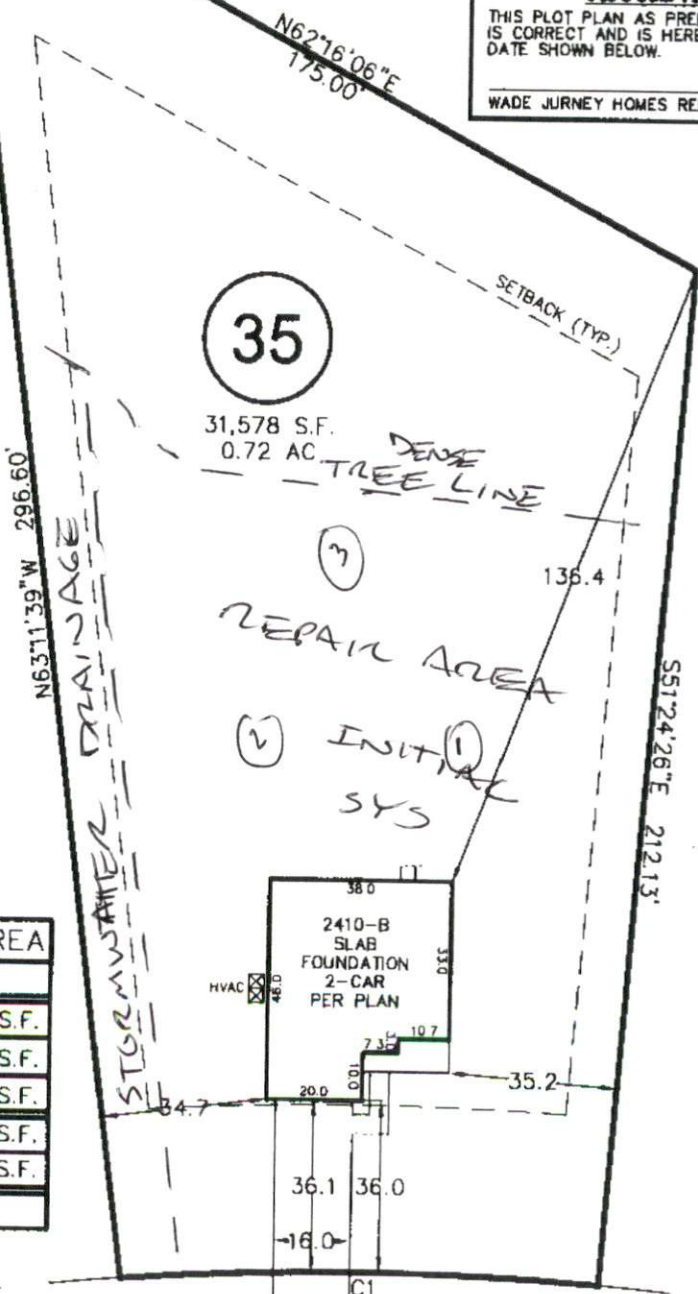 THIS PLOT PLAN AS
IS CORRECT AND IS
DATE SHOWN BELOW.
WADE JURNEY HOMES
N62°16'06"E
175.00'
SETBACK (TYP.)
35
31,578 S.F.
0.72 AC
DENSE
TREE LINE
N63°11'39"W 296.60'
3
136.4
REPAIR AREA
STORMWATER DRAINAGE
2
INITIAL
1
SYS
S51°24'26"E 212.13'
38.0
2410-B
SLAB
FOUNDATION
2-CAR
PER PLAN
HVAC
46.0
33.0
10.7
7.3
3.0
10.0
20.0
35.2
34.7
36.1
36.0
16.0
C1
S.F.
S.F.
S.F.
S.F.
S.F.